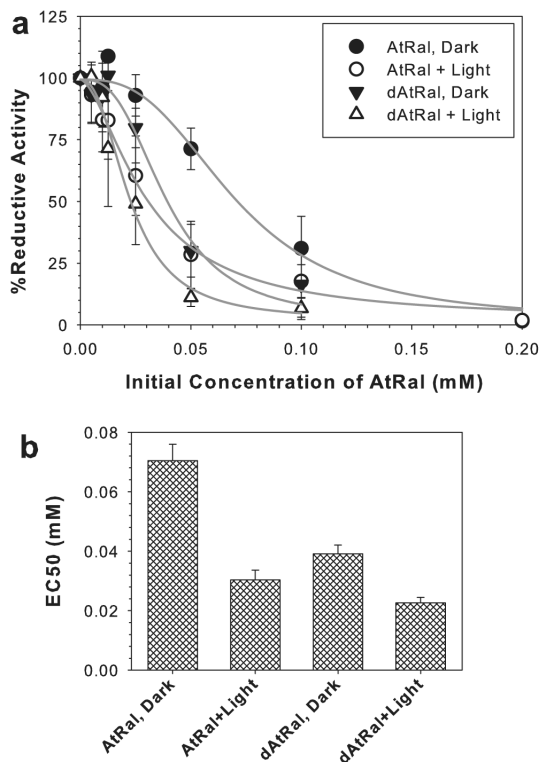 a
125
100
75
50
25
0
%Reductive Activity
AtRal, Dark
AtRal + Light
dAtRal, Dark
dAtRal + Light
0.00 0.05 0.10 0.15 0.20
Initial Concentration of AtRal (mM)
b
0.08
0.06
0.04
0.02
0.00
EC50 (mM)
AtRal, Dark
AtRal+Light
dAtRal, Dark
dAtRal+Light